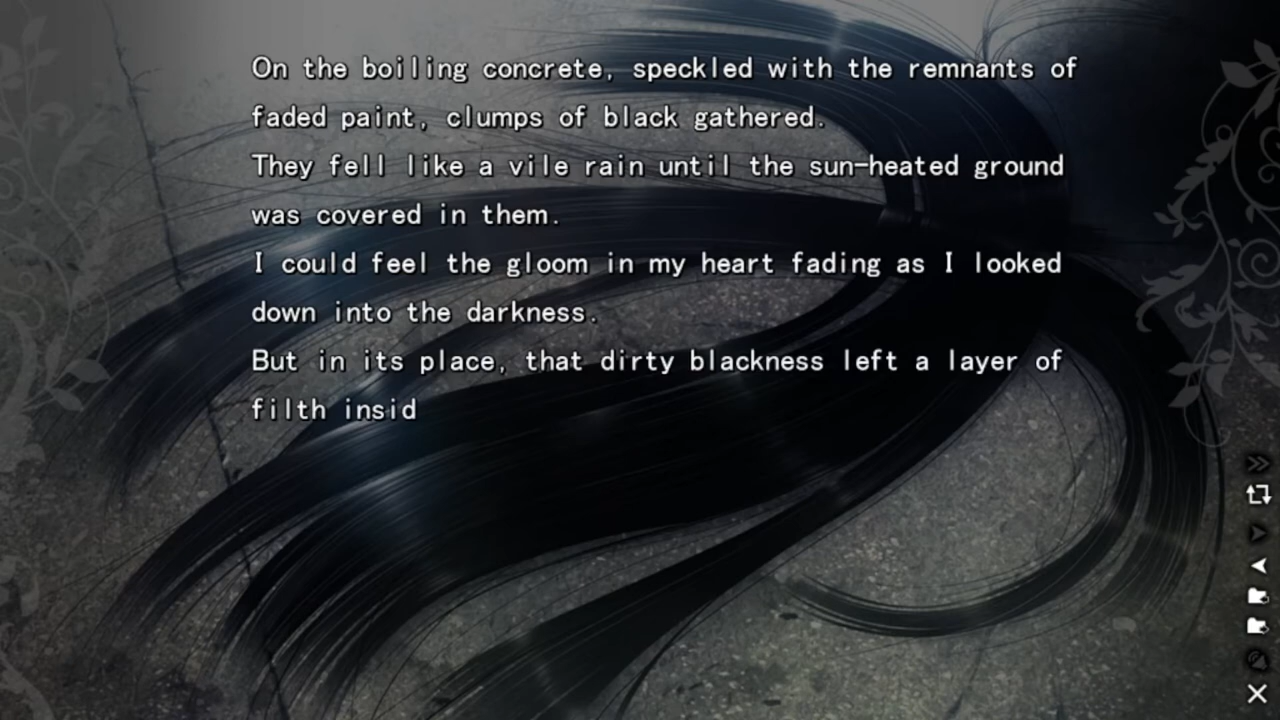 On the boiling concrete, speckled with the remnants of
faded paint, clumps of black gathered.
They fell like a vile rain until the sun-heated ground
was covered in them.
I could feel the gloom in my heart fading as I looked
down into the darkness.
But in its place, that dirty blackness left a layer of
filth insid